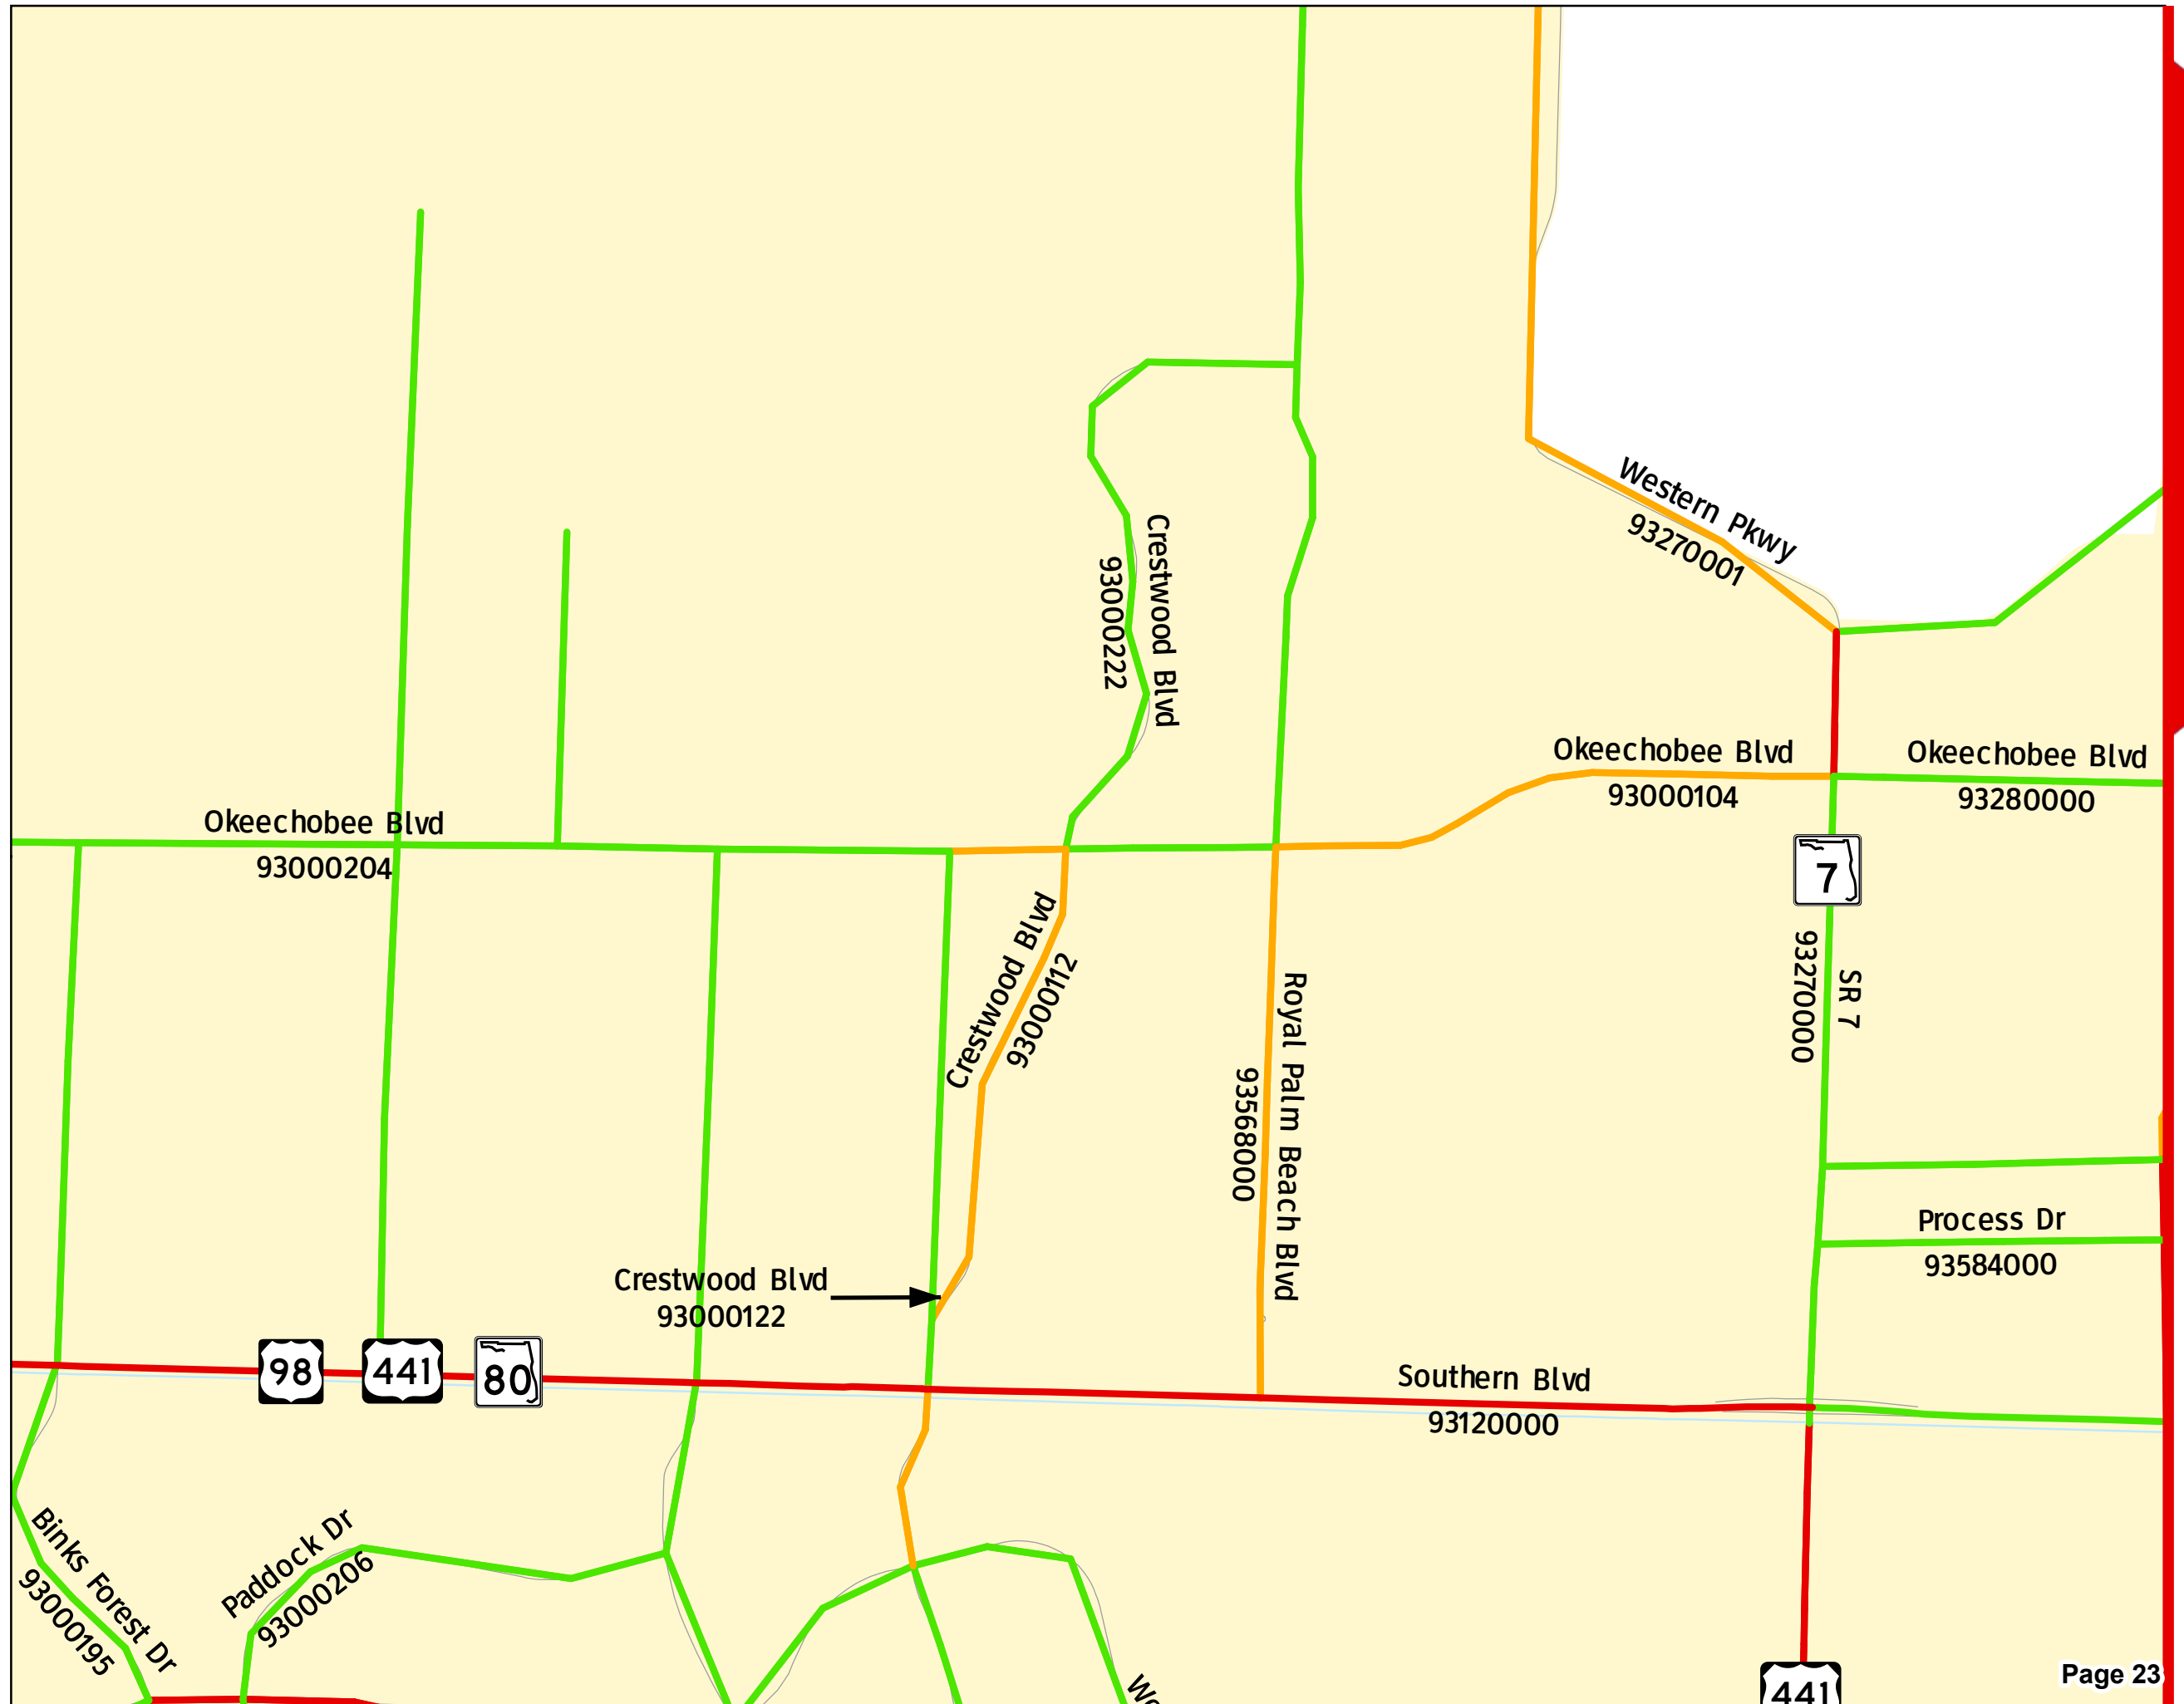 Western Pkwy
93270001
Crestwood Blvd
93000222
Okeechobee Blvd
93000104
Okeechobee Blvd
93280000
Okeechobee Blvd
93000204
7
SR 7
93270000
Crestwood Blvd
93000112
Royal Palm Beach Blvd
93568000
Process Dr
93584000
Crestwood Blvd
93000122
98
441
80
Southern Blvd
93120000
Binks Forest Dr
93000195
Paddock Dr
93000206
Page 23
441